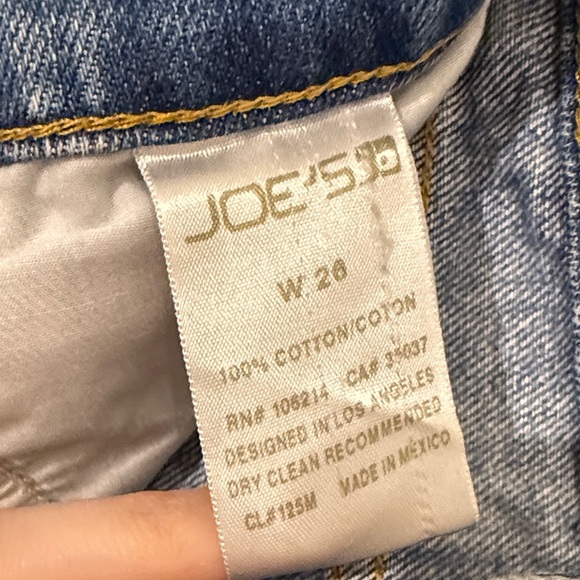 JOE'S
W 26
100% COTTON/COTON
RN# 106214 CA# 35037
DESIGNED IN LOS ANGELES
DRY CLEAN RECOMMENDED
CL#125M MADE IN MEXICO